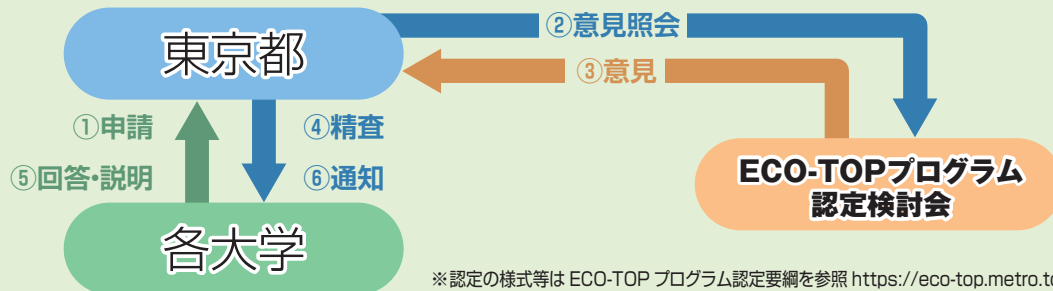 東京都
②意見照会
③意見
①申請
④精査
⑤回答・説明
⑥通知
ECO-TOPプログラム
認定検討会
各大学
※認定の様式等は ECO-TOP プログラム認定要綱を参照 https://eco-top.metro.to